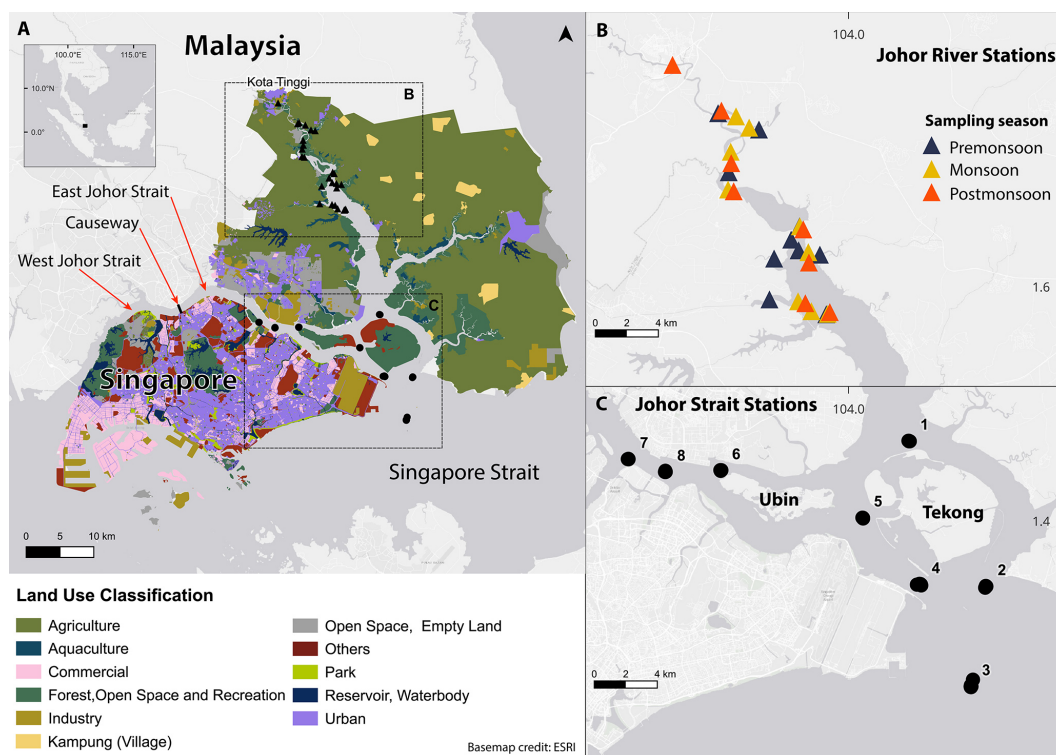 A
Malaysia
100.0°E 115.0°E
10.0°N
0.0°
Kota Tinggi
B
East Johor Strait
Causeway
West Johor Strait
C
Singapore
Singapore Strait
0 5 10 km
Land Use Classification
Agriculture
Aquaculture
Commercial
Forest,Open Space and Recreation
Industry
Kampung (Village)
Open Space, Empty Land
Others
Park
Reservoir, Waterbody
Urban
Basemap credit: ESRI
B
104.0
Johor River Stations
Sampling season
Premonsoon
Monsoon
Postmonsoon
1.6
0 2 4 km
C
Johor Strait Stations
104.0
1
7
8
6
Ubin
5
Tekong
1.4
4
2
3
0 2 4 km